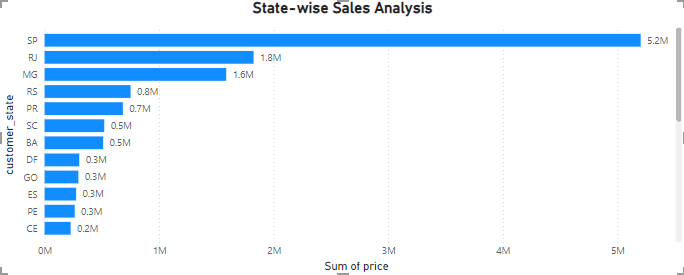 State-wise Sales Analysis
customer_state
SP 5.2M
RJ 1.8M
MG 1.6M
RS 0.8M
PR 0.7M
SC 0.5M
BA 0.5M
DF 0.3M
GO 0.3M
ES 0.3M
PE 0.3M
CE 0.2M
0M 1M 2M 3M 4M 5M
Sum of price